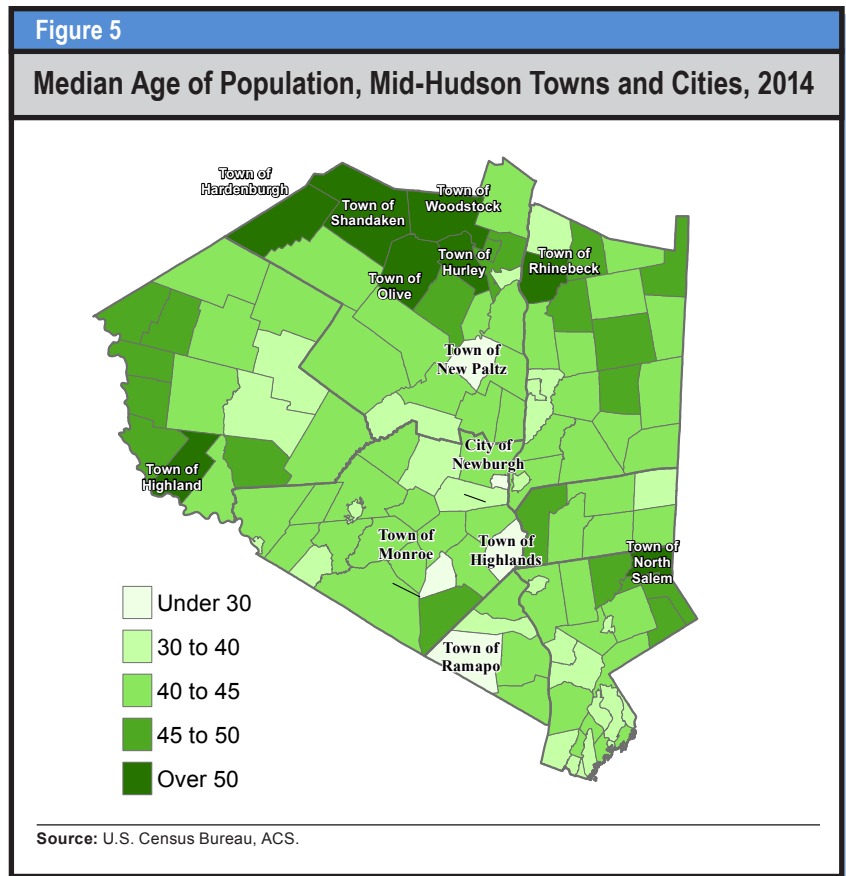 Figure 5
Median Age of Population, Mid-Hudson Towns and Cities, 2014
Town of
Hardenburgh
Town of
Shandaken
Town of
Woodstock
Town of
Hurley
Town of
Rhinebeck
Town of
Olive
Town of
New Paltz
City of
Newburgh
Town of
Highland
Town of
Monroe
Town of
Highlands
Town of
North
Salem
Town of
Ramapo
Under 30
30 to 40
40 to 45
45 to 50
Over 50
Source: U.S. Census Bureau, ACS.